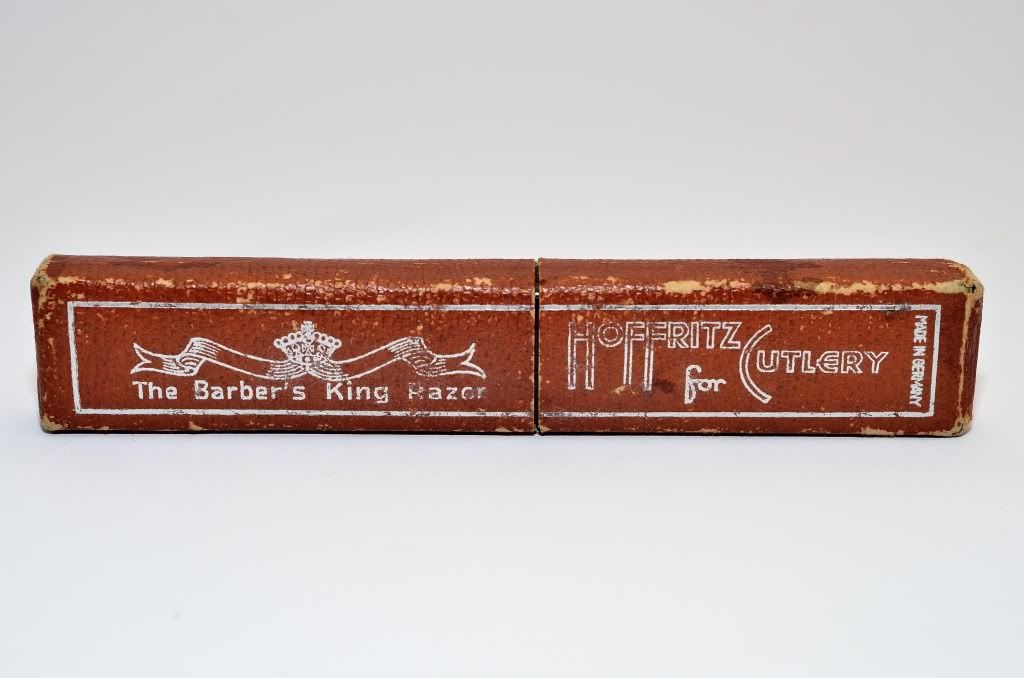 The Barber's King Razor
HOFFRITZ
for CUTLERY
MADE IN GERMANY